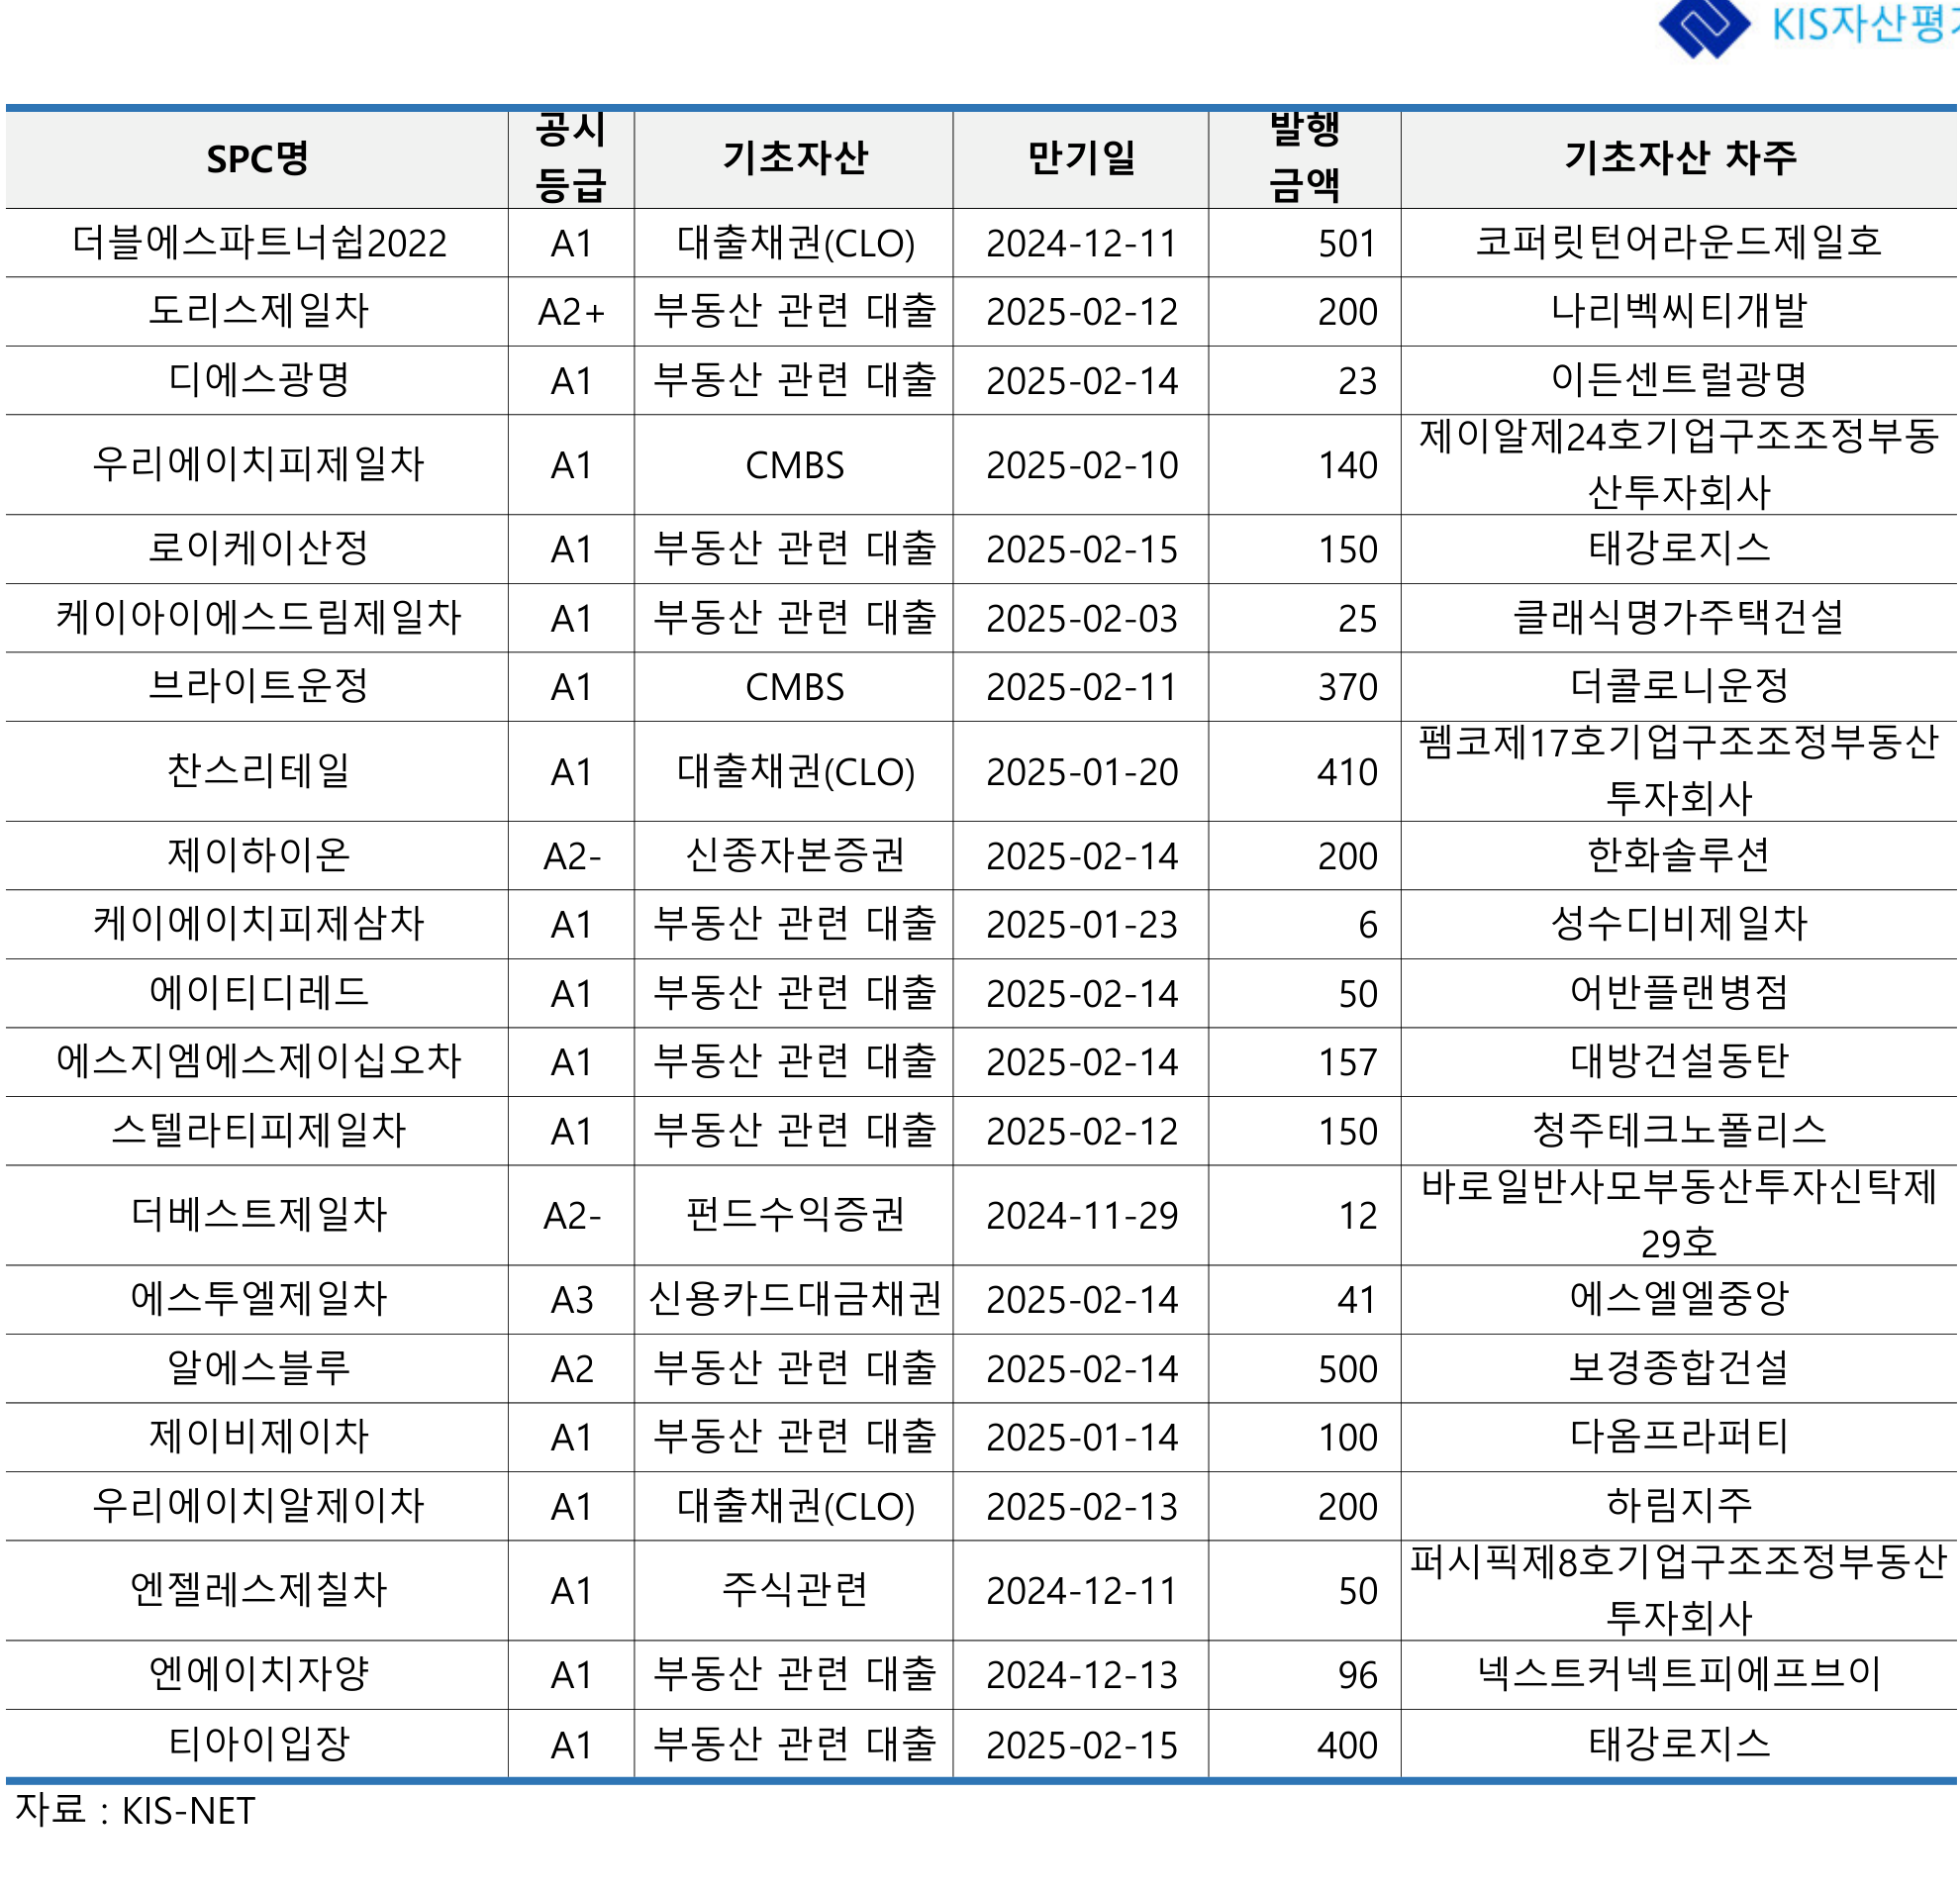 KIS자산평가
SPC명 공시 등급 기초자산 만기일 발행 금액 기초자산 차주
더블에스파트너쉽2022 A1 대출채권(CLO) 2024-12-11 501 코퍼릿턴어라운드제일호
도리스제일차 A2+ 부동산 관련 대출 2025-02-12 200 나리벡씨티개발
디에스광명 A1 부동산 관련 대출 2025-02-14 23 이든센트럴광명
우리에이치피제일차 A1 CMBS 2025-02-10 140 제이알제24호기업구조조정부동산투자회사
로이케이산정 A1 부동산 관련 대출 2025-02-15 150 태강로지스
케이아이에스드림제일차 A1 부동산 관련 대출 2025-02-03 25 클래식명가주택건설
브라이트운정 A1 CMBS 2025-02-11 370 더콜로니운정
찬스리테일 A1 대출채권(CLO) 2025-01-20 410 펨코제17호기업구조조정부동산투자회사
제이하이온 A2- 신종자본증권 2025-02-14 200 한화솔루션
케이에이치피제삼차 A1 부동산 관련 대출 2025-01-23 6 성수디비제일차
에이티디레드 A1 부동산 관련 대출 2025-02-14 50 어반플랜병점
에스지엠에스제이십오차 A1 부동산 관련 대출 2025-02-14 157 대방건설동탄
스텔라티피제일차 A1 부동산 관련 대출 2025-02-12 150 청주테크노폴리스
더베스트제일차 A2- 펀드수익증권 2024-11-29 12 바로일반사모부동산투자신탁제29호
에스투엘제일차 A3 신용카드대금채권 2025-02-14 41 에스엘엘중앙
알에스블루 A2 부동산 관련 대출 2025-02-14 500 보경종합건설
제이비제이차 A1 부동산 관련 대출 2025-01-14 100 다옴프라퍼티
우리에이치알제이차 A1 대출채권(CLO) 2025-02-13 200 하림지주
엔젤레스제칠차 A1 주식관련 2024-12-11 50 퍼시픽제8호기업구조조정부동산투자회사
엔에이치자양 A1 부동산 관련 대출 2024-12-13 96 넥스트커넥트피에프브이
티아이입장 A1 부동산 관련 대출 2025-02-15 400 태강로지스
자료 : KIS-NET